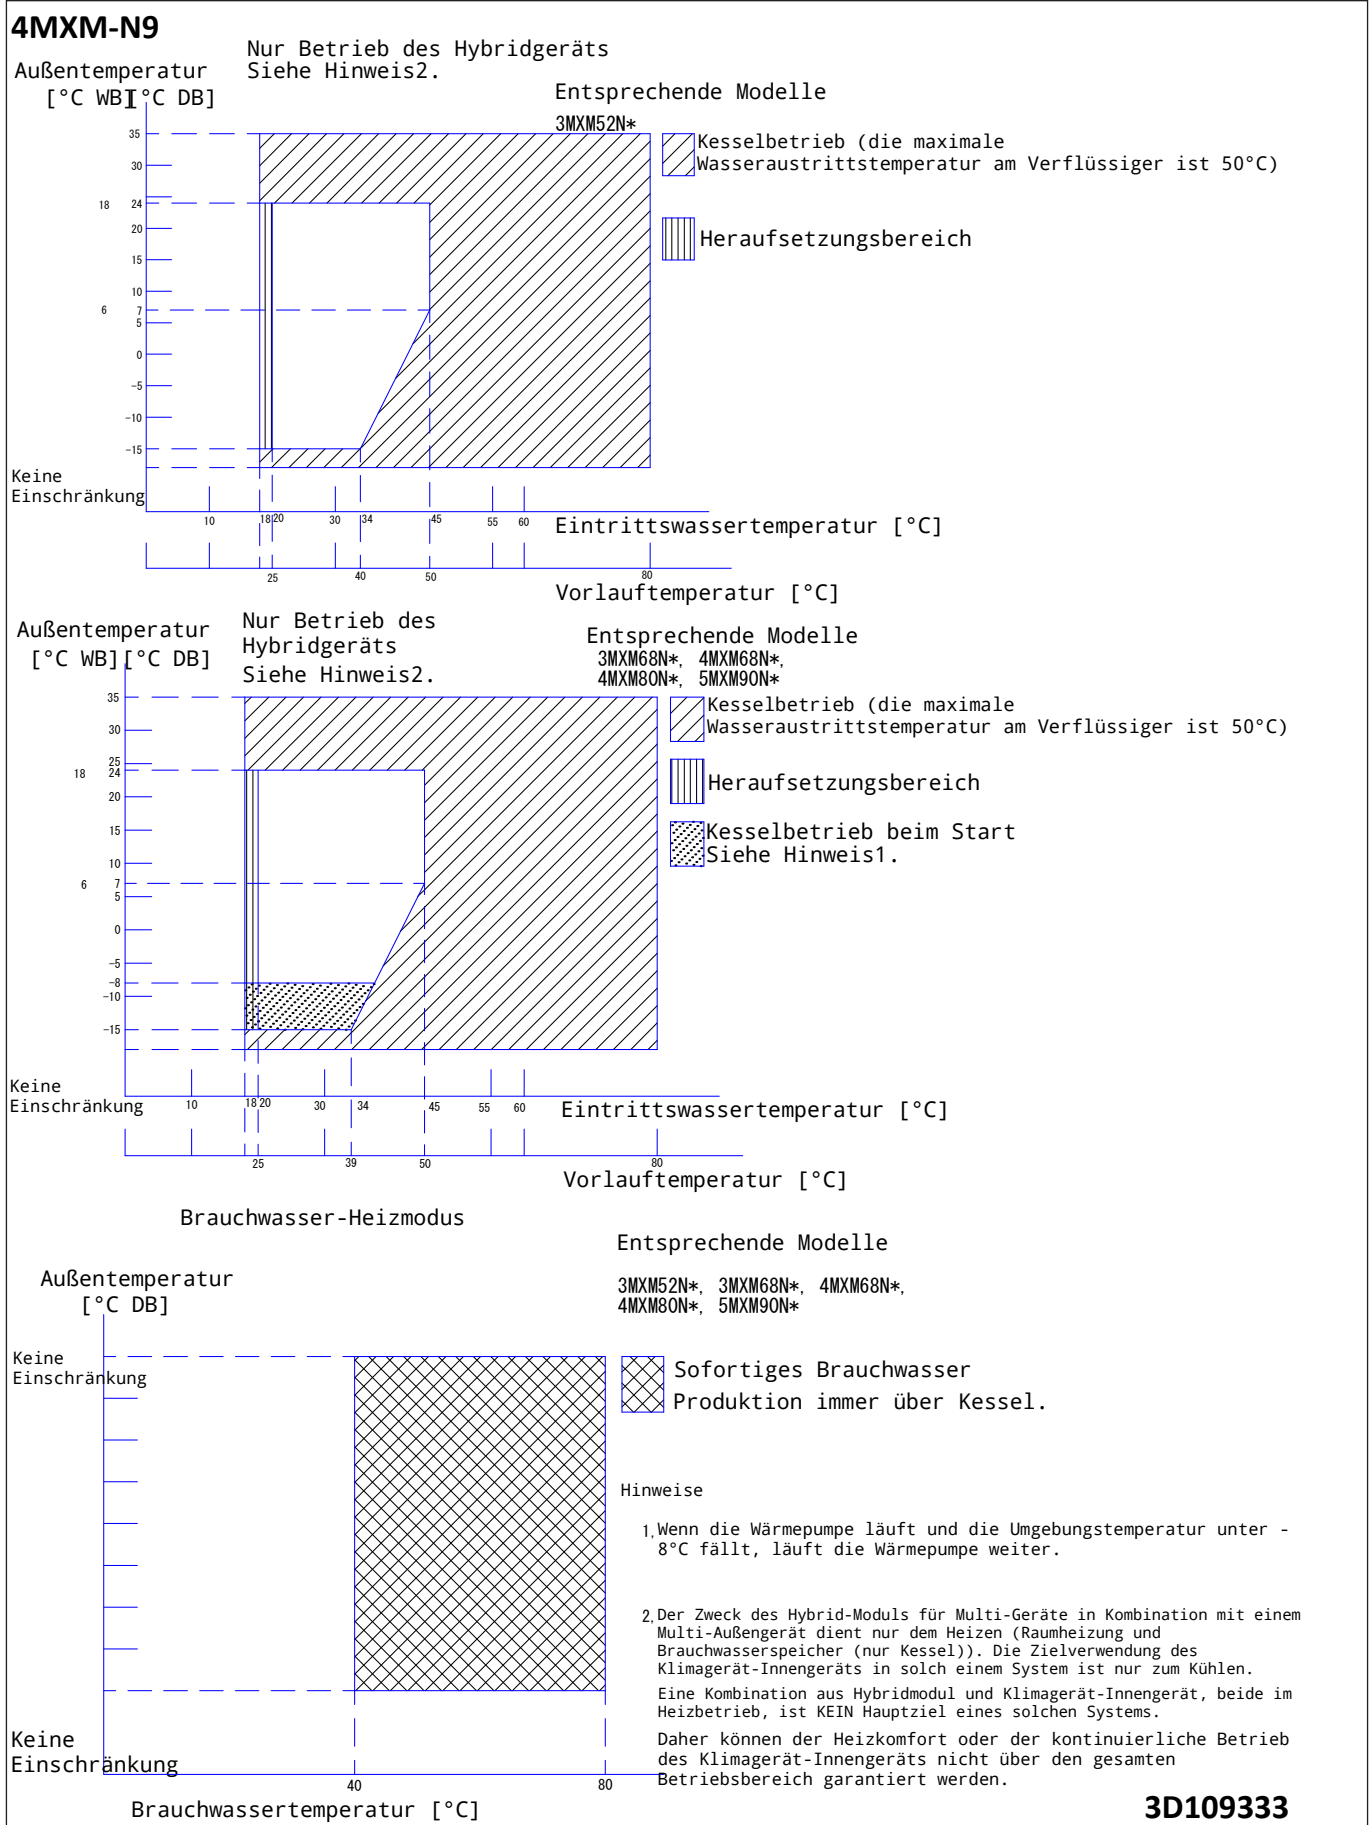 4MXM-N9
Nur Betrieb des Hybridgeräts
Siehe Hinweis2.
Außentemperatur
[°C WB][°C DB]
Entsprechende Modelle
3MXM52N*
Kesselbetrieb (die maximale
Wasseraustrittstemperatur am Verflüssiger ist 50°C)
Heraufsetzungsbereich
35
30
18 24
20
15
10
6 7
5
0
-5
-10
-15
Keine
Einschränkung
10 18 20 30 34 45 55 60
Eintrittswassertemperatur [°C]
25 40 50 80
Vorlauftemperatur [°C]
Nur Betrieb des
Hybridgeräts
Siehe Hinweis2.
Außentemperatur
[°C WB][°C DB]
Entsprechende Modelle
3MXM68N*, 4MXM68N*,
4MXM80N*, 5MXM90N*
Kesselbetrieb (die maximale
Wasseraustrittstemperatur am Verflüssiger ist 50°C)
Heraufsetzungsbereich
Kesselbetrieb beim Start
Siehe Hinweis1.
35
30
25
18 24
20
15
10
6 7
5
0
-5
-8
-10
-15
Keine
Einschränkung
10 18 20 30 34 45 55 60
Eintrittswassertemperatur [°C]
25 39 50 80
Vorlauftemperatur [°C]
Brauchwasser-Heizmodus
Entsprechende Modelle
3MXM52N*, 3MXM68N*, 4MXM68N*,
4MXM80N*, 5MXM90N*
Außentemperatur
[°C DB]
Keine
Einschränkung
Sofortiges Brauchwasser
Produktion immer über Kessel.
Hinweise
1, Wenn die Wärmepumpe läuft und die Umgebungstemperatur unter -
8°C fällt, läuft die Wärmepumpe weiter.
2, Der Zweck des Hybrid-Moduls für Multi-Geräte in Kombination mit einem
Multi-Außengerät dient nur dem Heizen (Raumheizung und
Brauchwasserspeicher (nur Kessel)). Die Zielverwendung des
Klimagerät-Innengeräts in solch einem System ist nur zum Kühlen.
Eine Kombination aus Hybridmodul und Klimagerät-Innengerät, beide im
Heizbetrieb, ist KEIN Hauptziel eines solchen Systems.
Daher können der Heizkomfort oder der kontinuierliche Betrieb
des Klimagerät-Innengeräts nicht über den gesamten
Betriebsbereich garantiert werden.
Keine
Einschränkung
40 80
Brauchwassertemperatur [°C]
3D109333